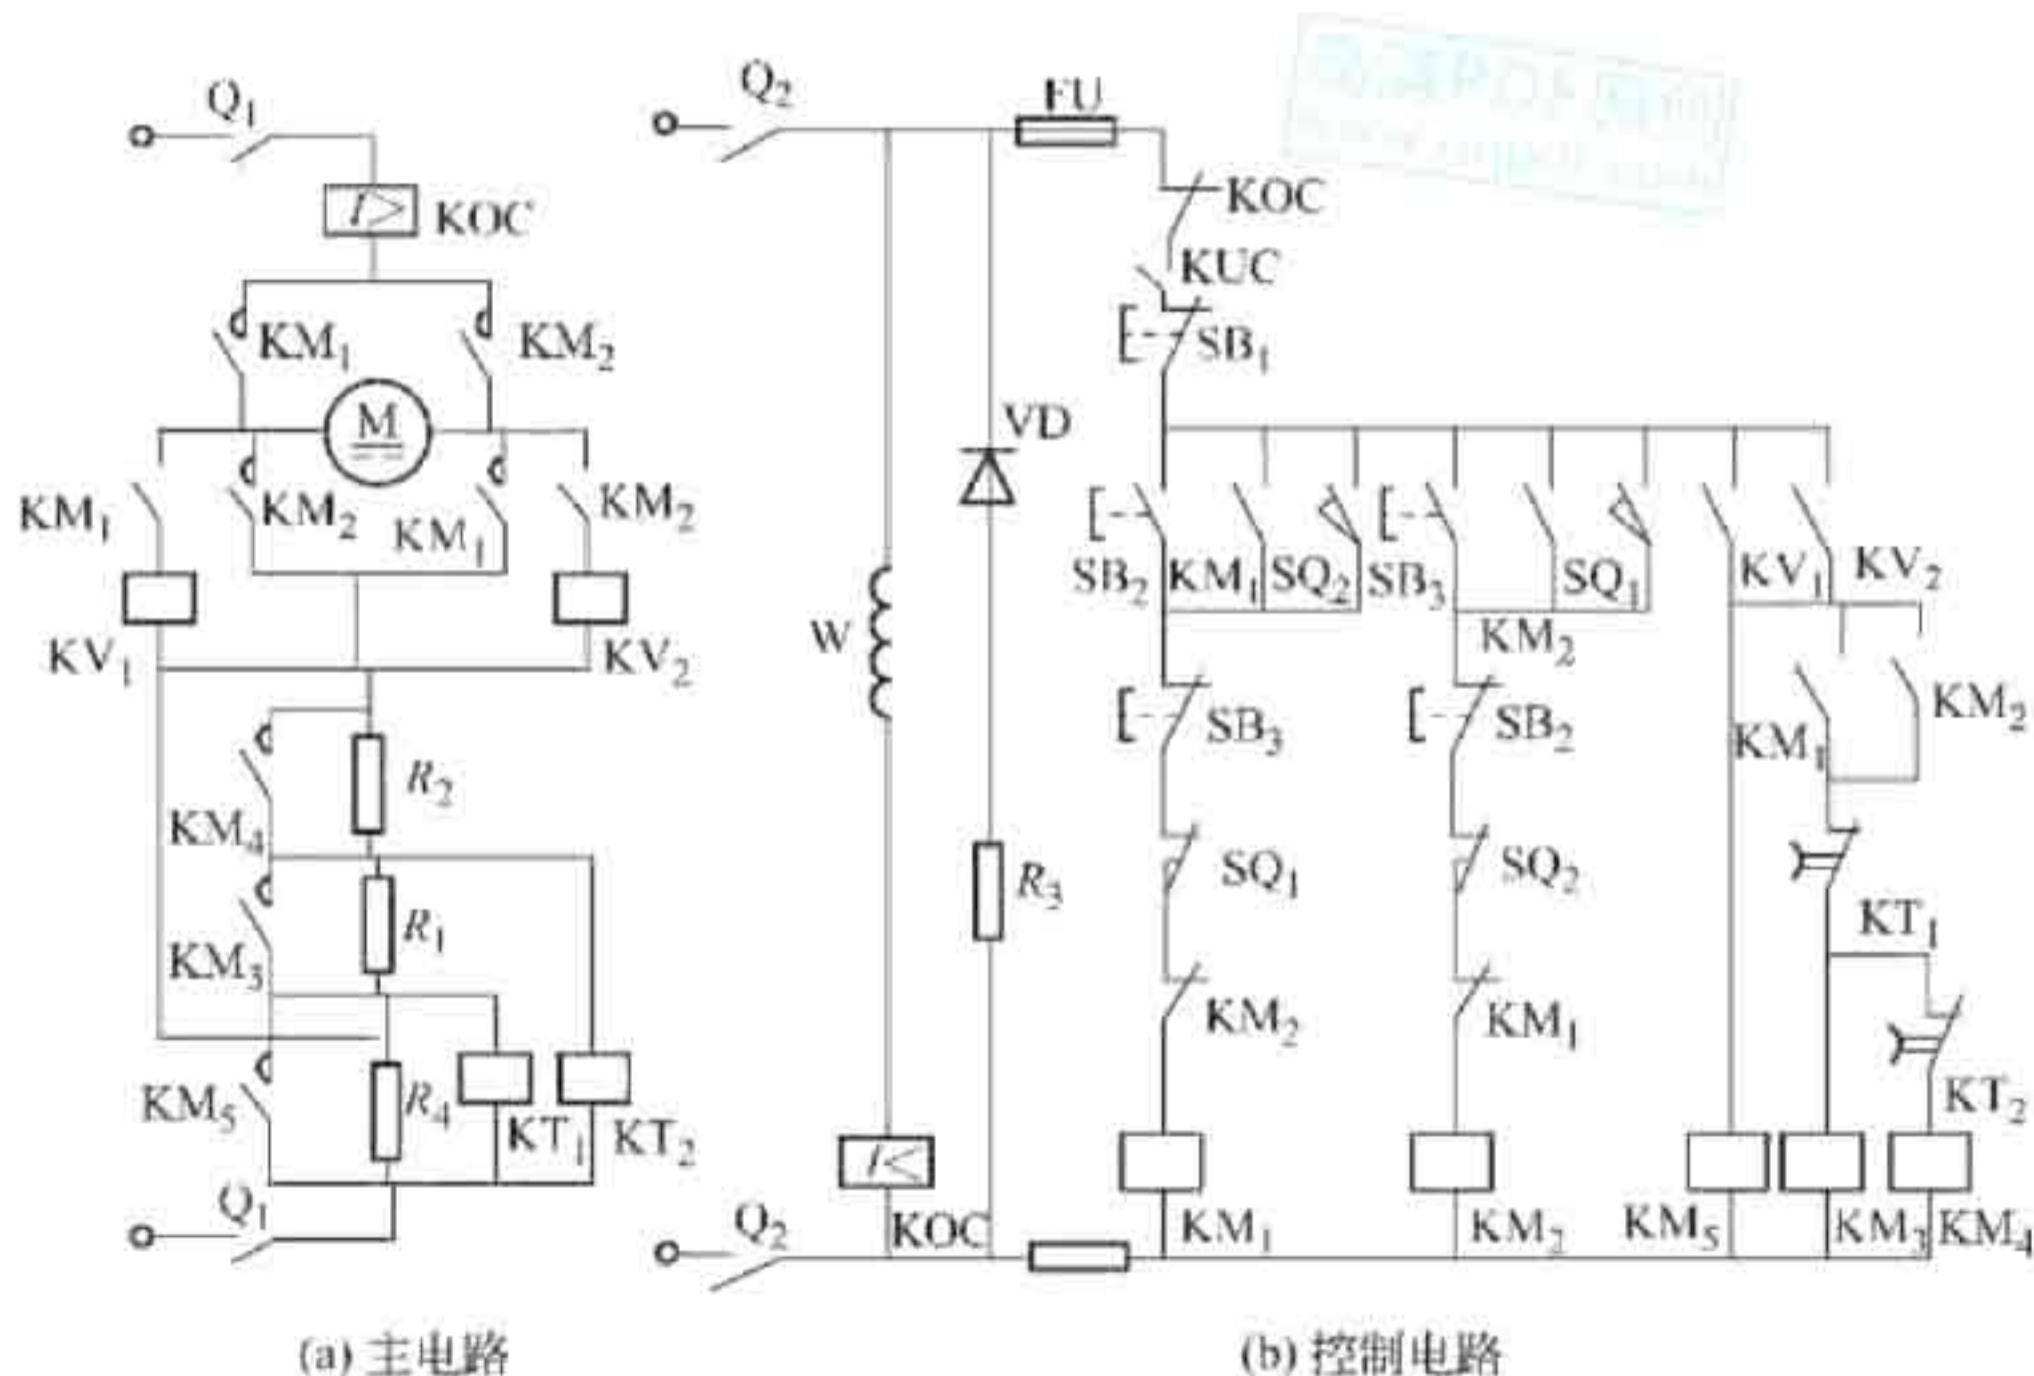 Q1
KOC
KM1
KM2
M
KM1
KM2
KM1
KM2
KV1
KV2
KM4
R2
KM3
R1
KM5
R4
KT1
KT2
Q1
(a) 主电路
Q2
FU
KOC
KUC
SB1
VD
SB2
KM1
SQ2
SB3
SQ1
KV1
KV2
W
KM2
SB3
SB2
KM1
KM2
R3
SQ1
SQ2
KT1
KM2
KM1
KT2
I<
KOC
Q2
KM1
KM2
KM5
KM3
KM4
(b) 控制电路
I>